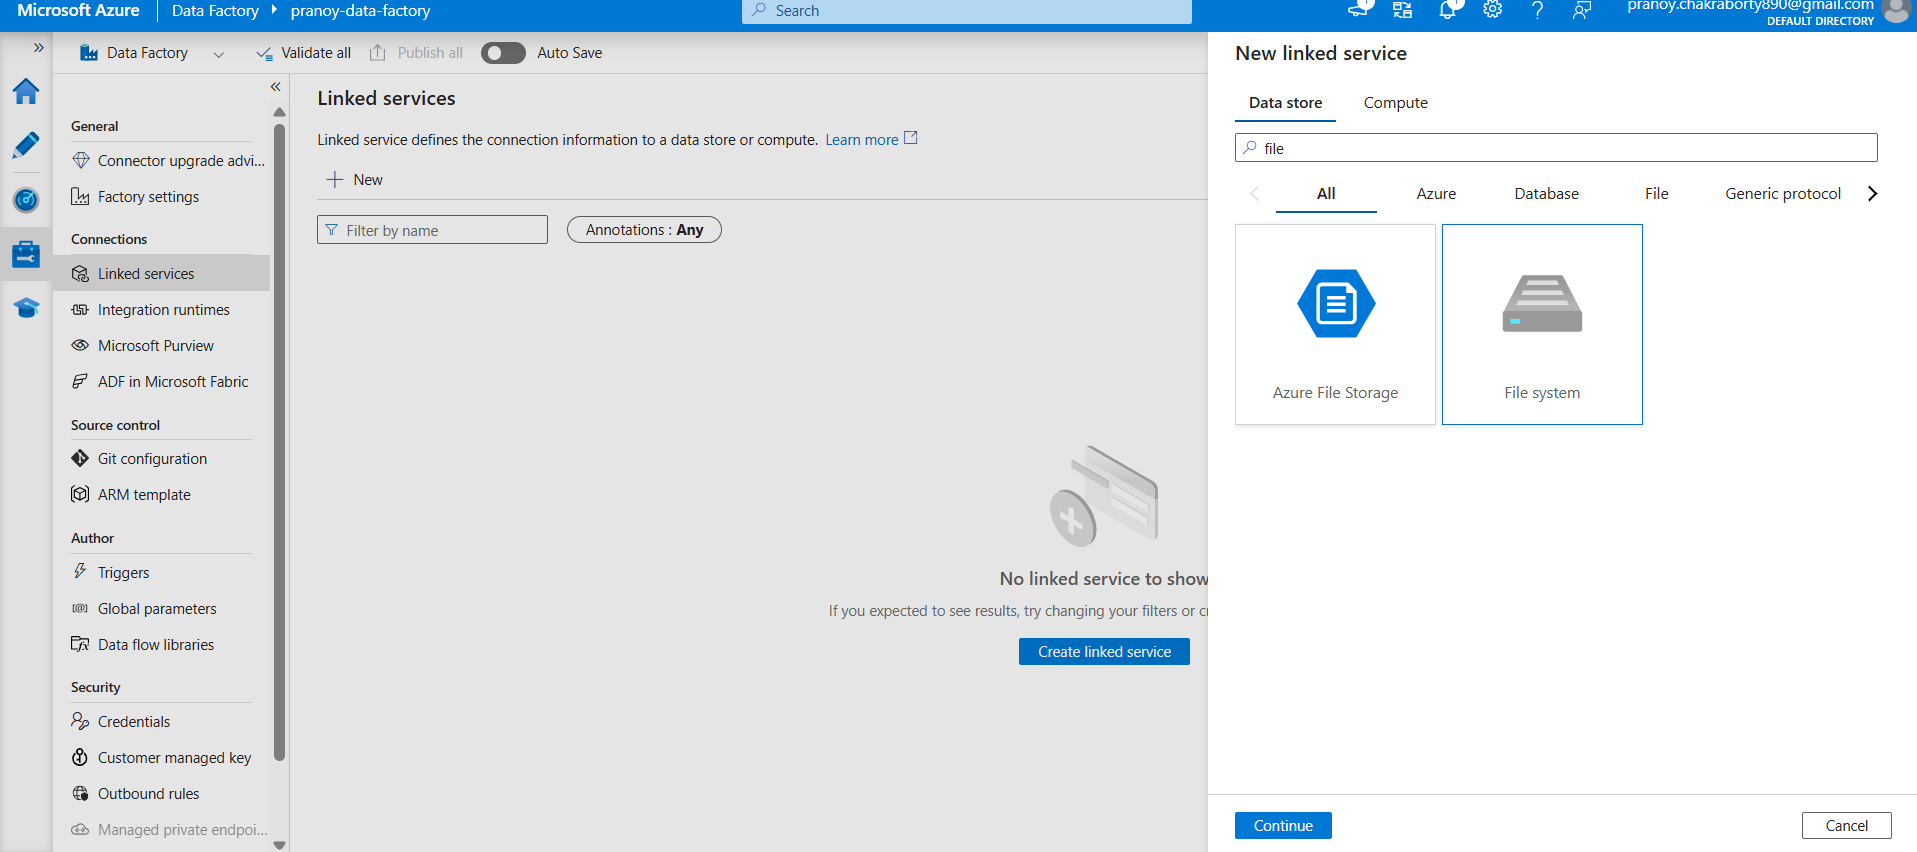 Microsoft Azure
Data Factory
pranoy-data-factory
Search
1
1
pranoy.chakraborty890@gmail.com
DEFAULT DIRECTORY
Data Factory
Validate all
Publish all
Auto Save
General
Connector upgrade advi...
Factory settings
Connections
Linked services
Integration runtimes
Microsoft Purview
ADF in Microsoft Fabric
Source control
Git configuration
ARM template
Author
Triggers
Global parameters
Data flow libraries
Security
Credentials
Customer managed key
Outbound rules
Managed private endpoi...
Linked services
Linked service defines the connection information to a data store or compute. Learn more
New
Filter by name
Annotations : Any
No linked service to show
If you expected to see results, try changing your filters or cr
Create linked service
New linked service
Data store Compute
file
All Azure Database File Generic protocol
Azure File Storage
File system
Continue
Cancel